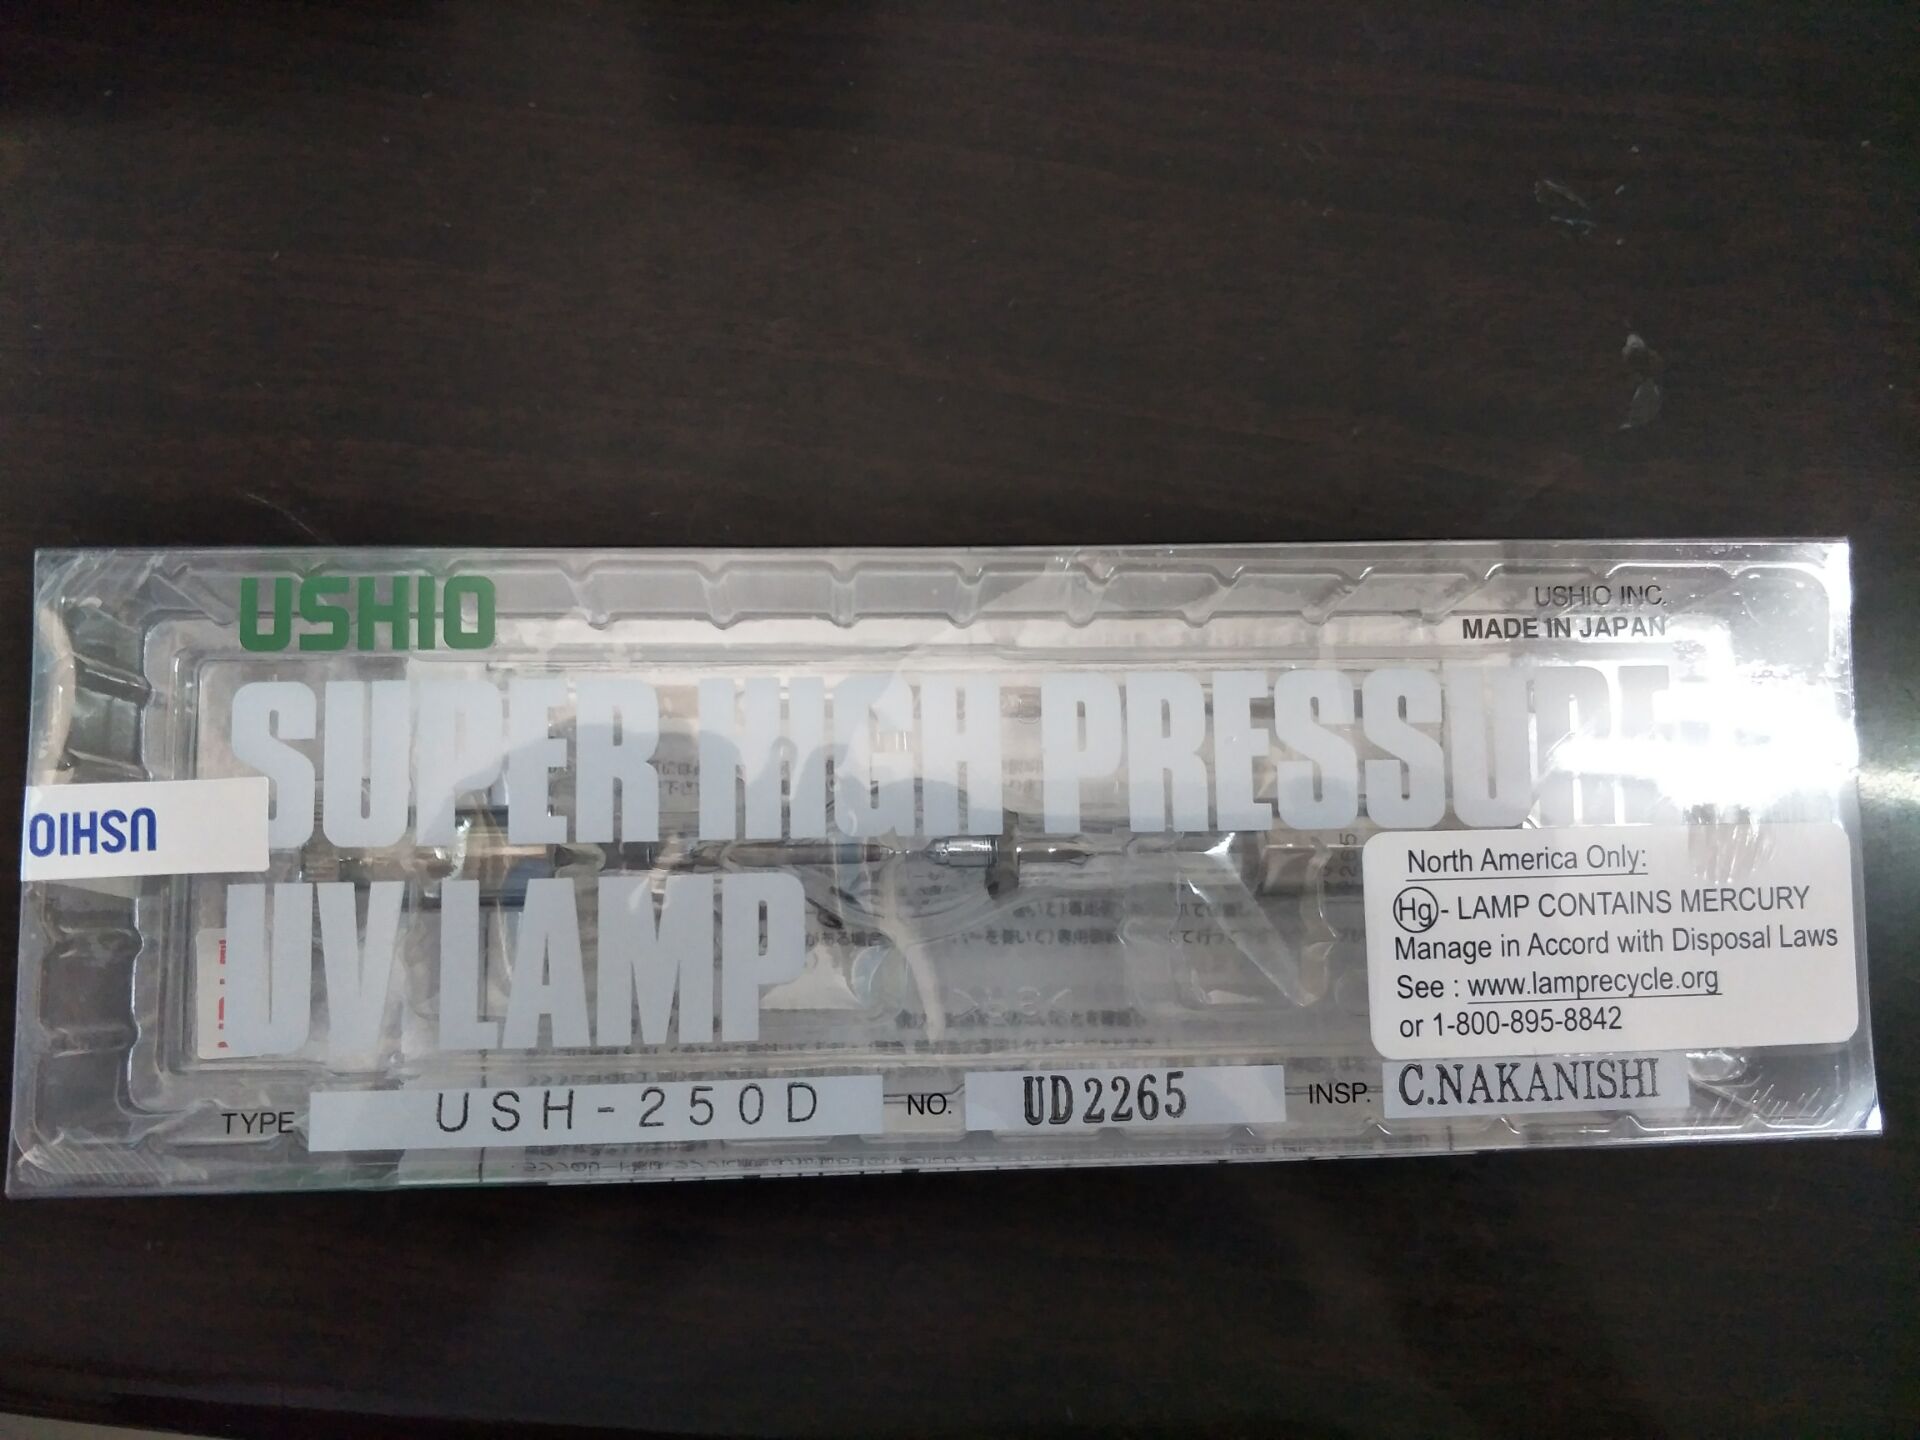 USHIO
USHIO INC.
MADE IN JAPAN
SUPER HIGH PRESSURE
UV LAMP
USHIO
North America Only:
Hg - LAMP CONTAINS MERCURY
Manage in Accord with Disposal Laws
See : www.lamprecycle.org
or 1-800-895-8842
TYPE USH-250D NO. UD2265 INSP. C.NAKANISHI